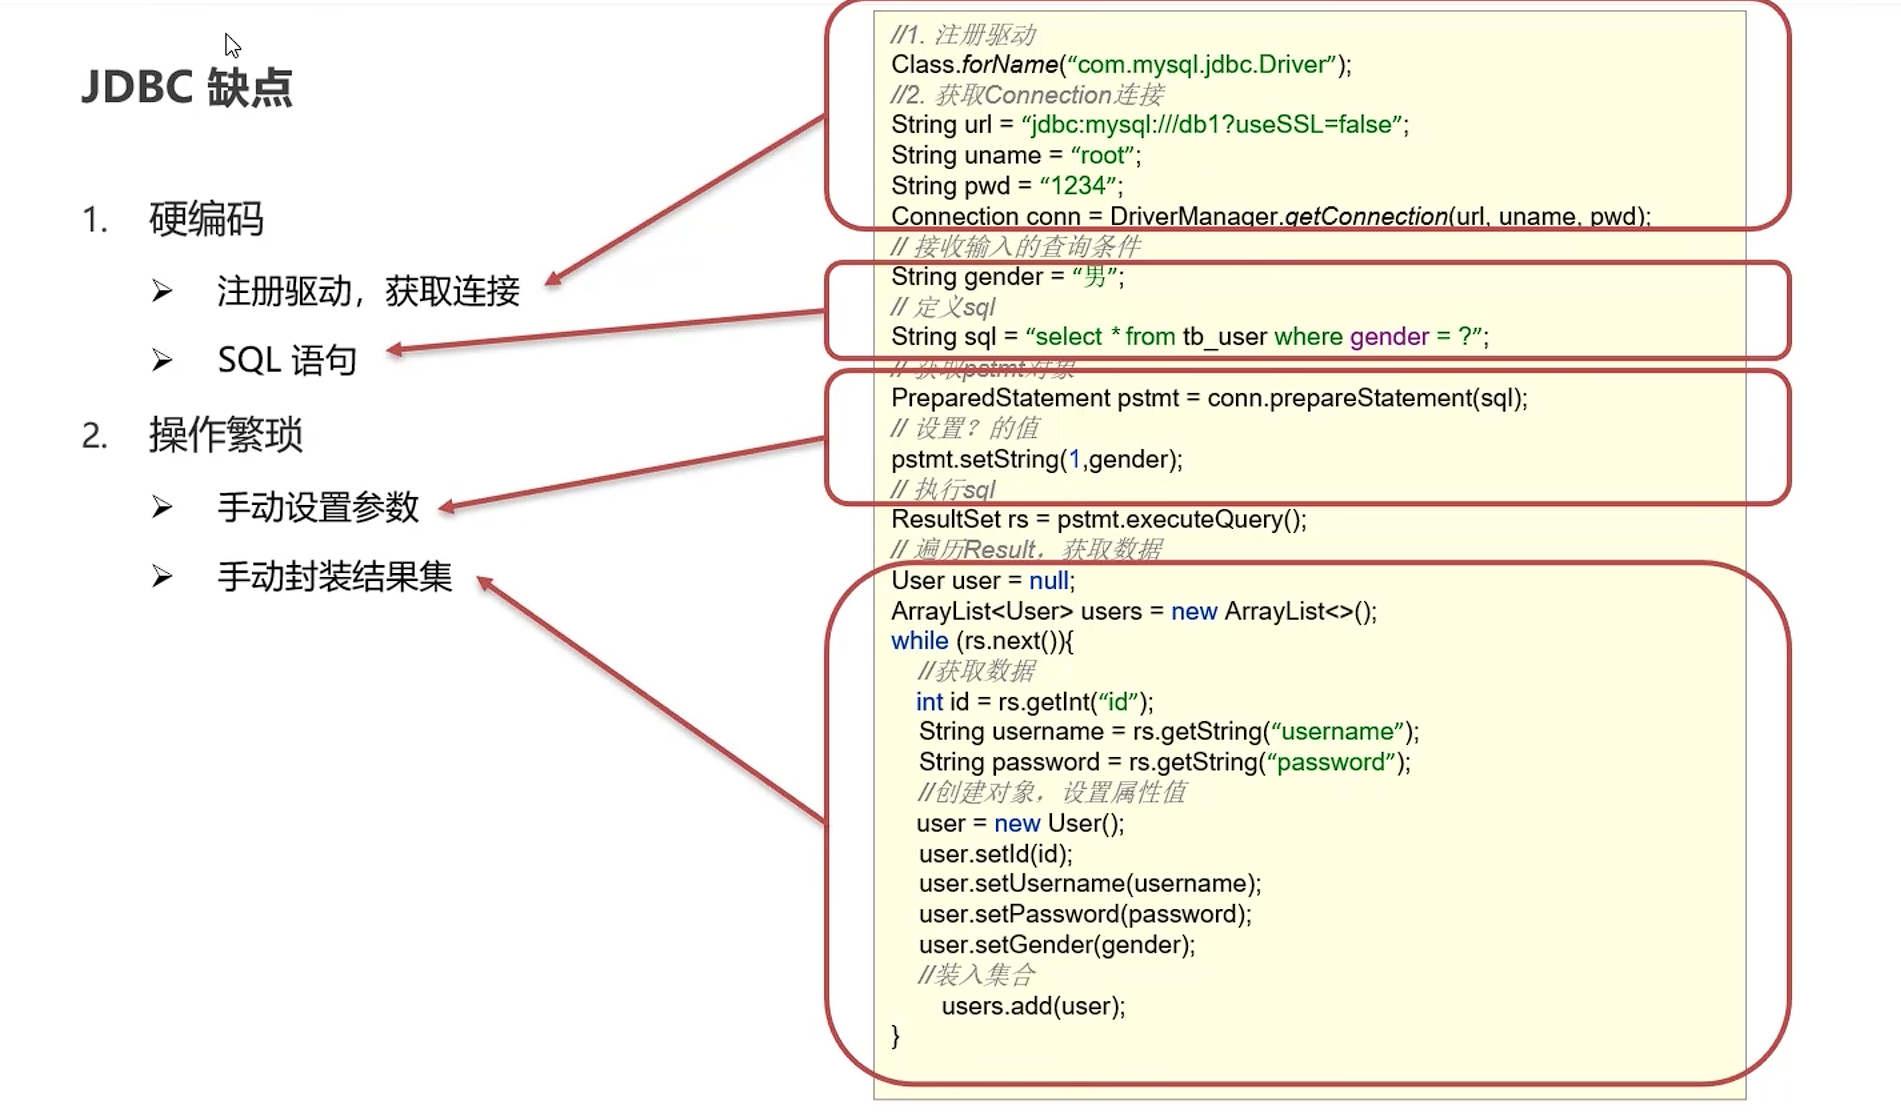 JDBC 缺点
1. 硬编码
➢ 注册驱动，获取连接
➢ SQL 语句
2. 操作繁琐
➢ 手动设置参数
➢ 手动封装结果集
//1. 注册驱动
Class.forName(“com.mysql.jdbc.Driver”);
//2. 获取Connection连接
String url = “jdbc:mysql:///db1?useSSL=false”;
String uname = “root”;
String pwd = “1234”;
Connection conn = DriverManager.getConnection(url, uname, pwd);
// 接收输入的查询条件
String gender = “男”;
// 定义sql
String sql = “select * from tb_user where gender = ?”;
// 获取pstmt对象
PreparedStatement pstmt = conn.prepareStatement(sql);
// 设置？的值
pstmt.setString(1,gender);
// 执行sql
ResultSet rs = pstmt.executeQuery();
// 遍历Result，获取数据
User user = null;
ArrayList<User> users = new ArrayList<>();
while (rs.next()){
//获取数据
int id = rs.getInt(“id”);
String username = rs.getString(“username”);
String password = rs.getString(“password”);
//创建对象，设置属性值
user = new User();
user.setId(id);
user.setUsername(username);
user.setPassword(password);
user.setGender(gender);
//装入集合
users.add(user);
}